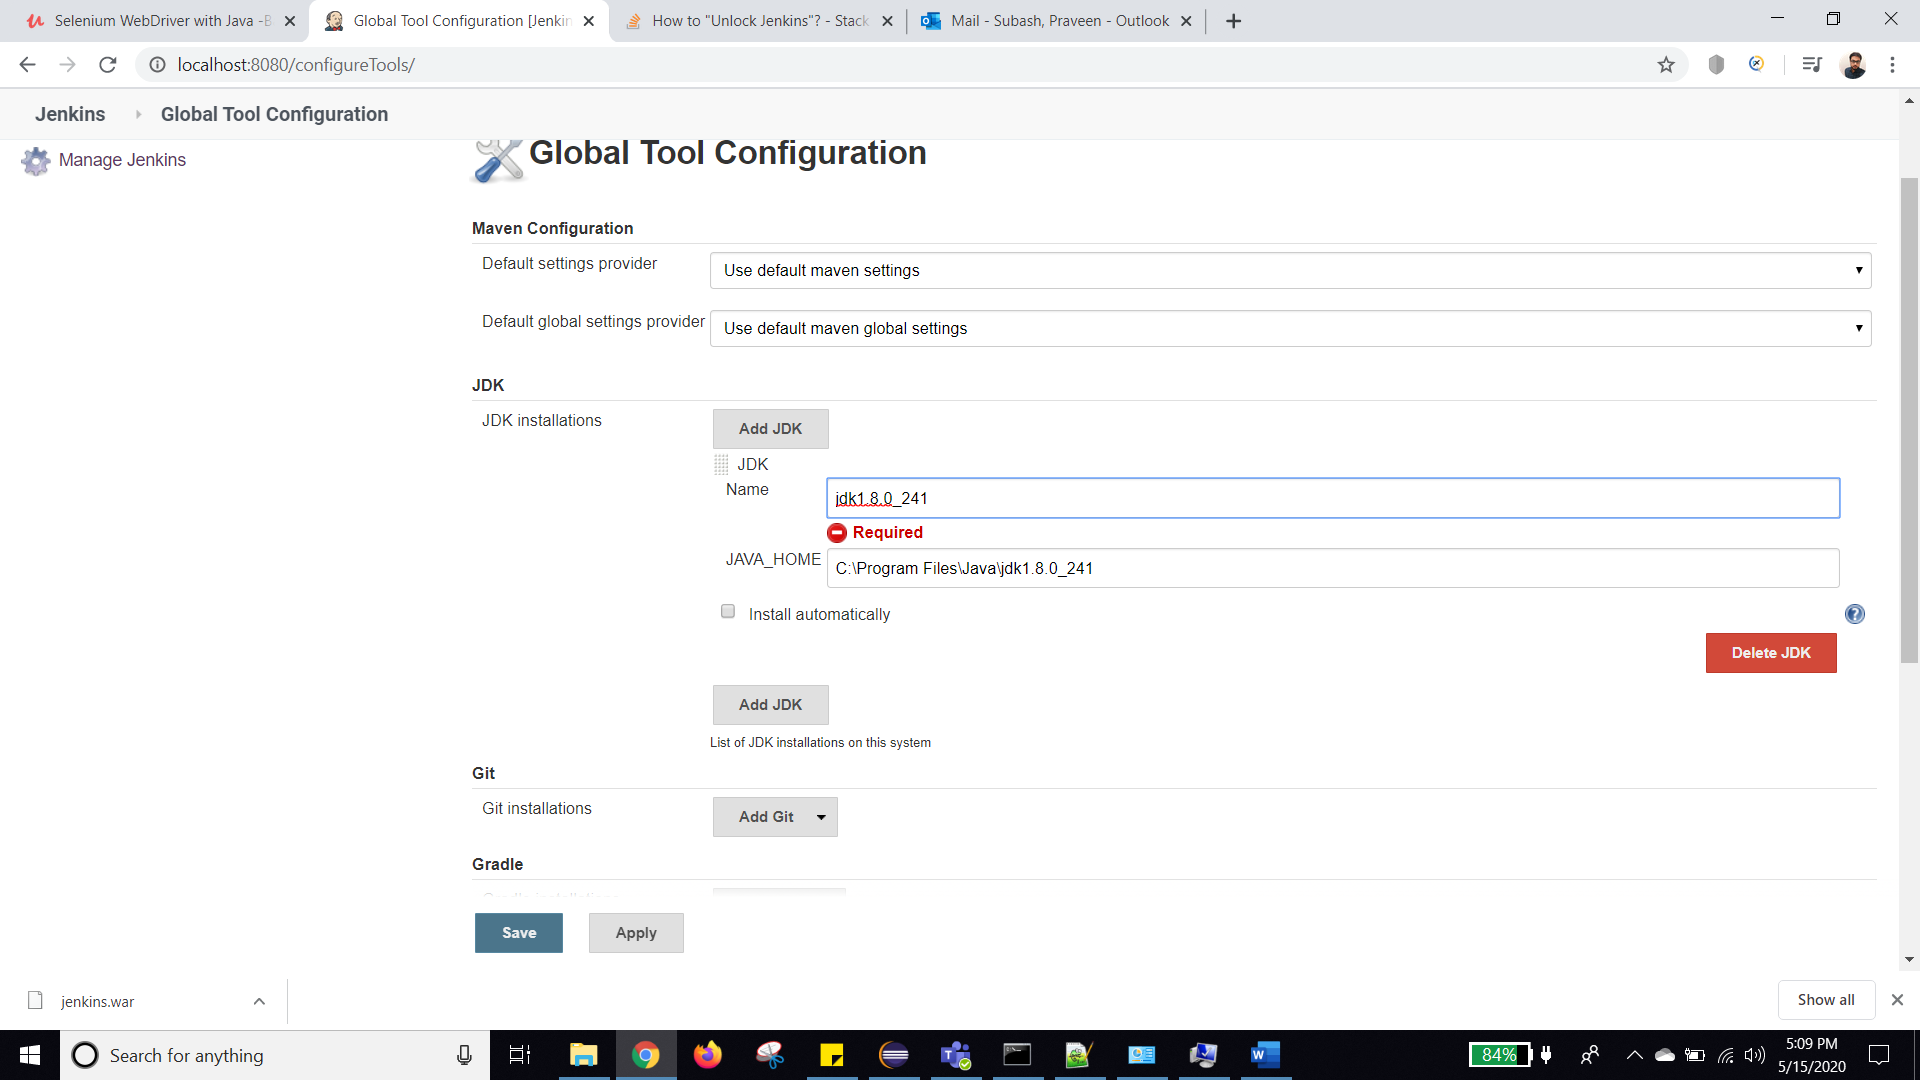 Selenium WebDriver with Java -B
Global Tool Configuration [Jenkin
How to "Unlock Jenkins"? - Stack
Mail - Subash, Praveen - Outlook
localhost:8080/configureTools/
Jenkins
Global Tool Configuration
Manage Jenkins
Global Tool Configuration
Maven Configuration
Default settings provider
Use default maven settings
Default global settings provider
Use default maven global settings
JDK
JDK installations
Add JDK
JDK
Name
jdk1.8.0_241
Required
JAVA_HOME
C:\Program Files\Java\jdk1.8.0_241
Install automatically
Delete JDK
Add JDK
List of JDK installations on this system
Git
Git installations
Add Git
Gradle
Gradle installations
Save
Apply
jenkins.war
Show all
Search for anything
84%
5:09 PM
5/15/2020